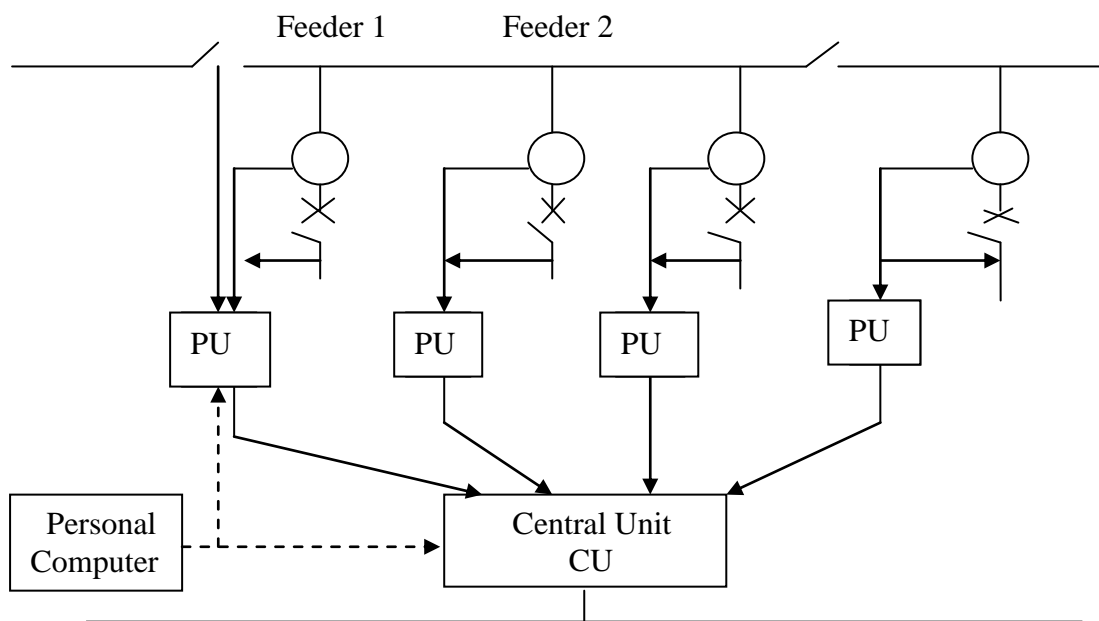 Feeder 1
Feeder 2
PU
PU
PU
PU
Personal
Computer
Central Unit
CU